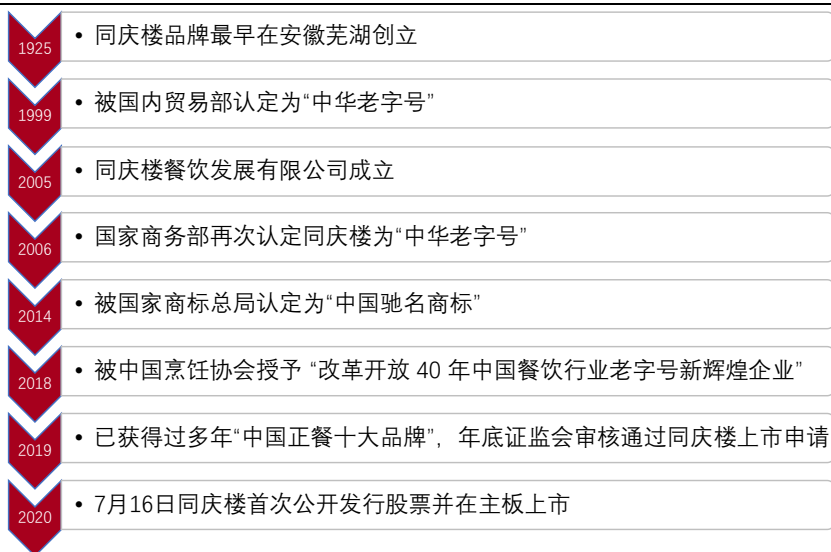 1925
• 同庆楼品牌最早在安徽芜湖创立
1999
• 被国内贸易部认定为“中华老字号”
2005
• 同庆楼餐饮发展有限公司成立
2006
• 国家商务部再次认定同庆楼为“中华老字号”
2014
• 被国家商标总局认定为“中国驰名商标”
2018
• 被中国烹饪协会授予 “改革开放 40 年中国餐饮行业老字号新辉煌企业”
2019
• 已获得过多年“中国正餐十大品牌”，年底证监会审核通过同庆楼上市申请
2020
• 7月16日同庆楼首次公开发行股票并在主板上市